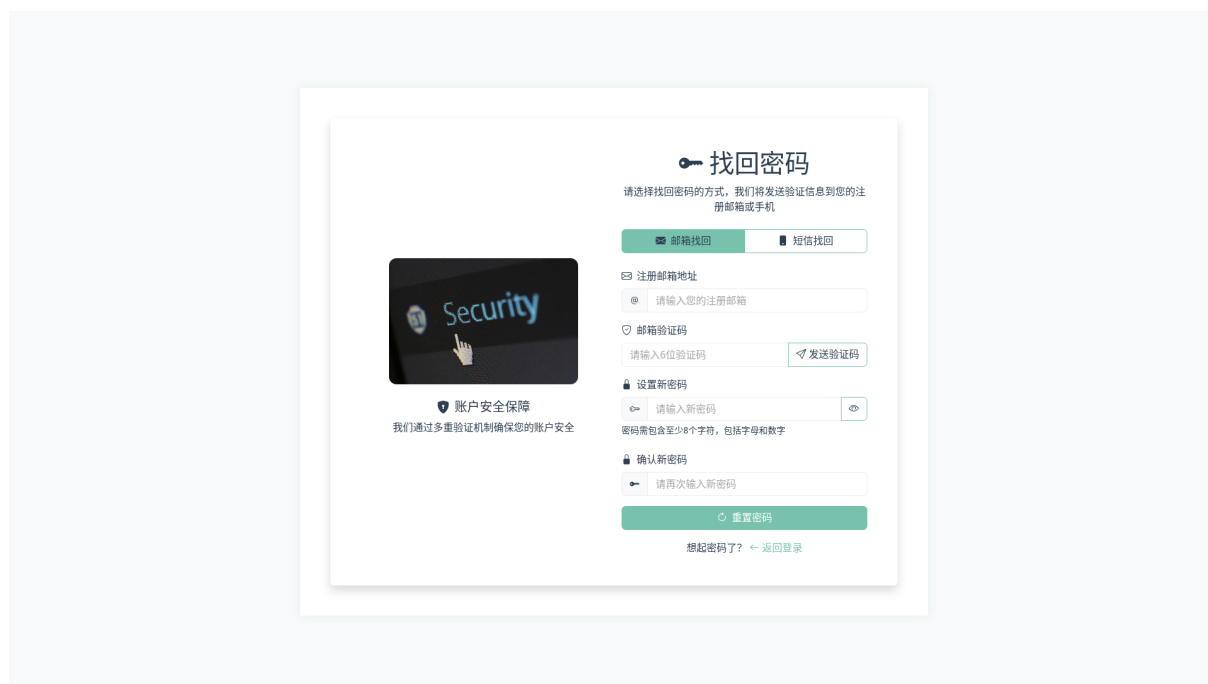 Security
账户安全保障
我们通过多重验证机制确保您的账户安全
找回密码
请选择找回密码的方式，我们将发送验证信息到您的注
册邮箱或手机
邮箱找回 短信找回
注册邮箱地址
@ 请输入您的注册邮箱
邮箱验证码
请输入6位验证码 发送验证码
设置新密码
请输入新密码
密码需包含至少8个字符，包括字母和数字
确认新密码
请再次输入新密码
重置密码
想起密码了？ ← 返回登录